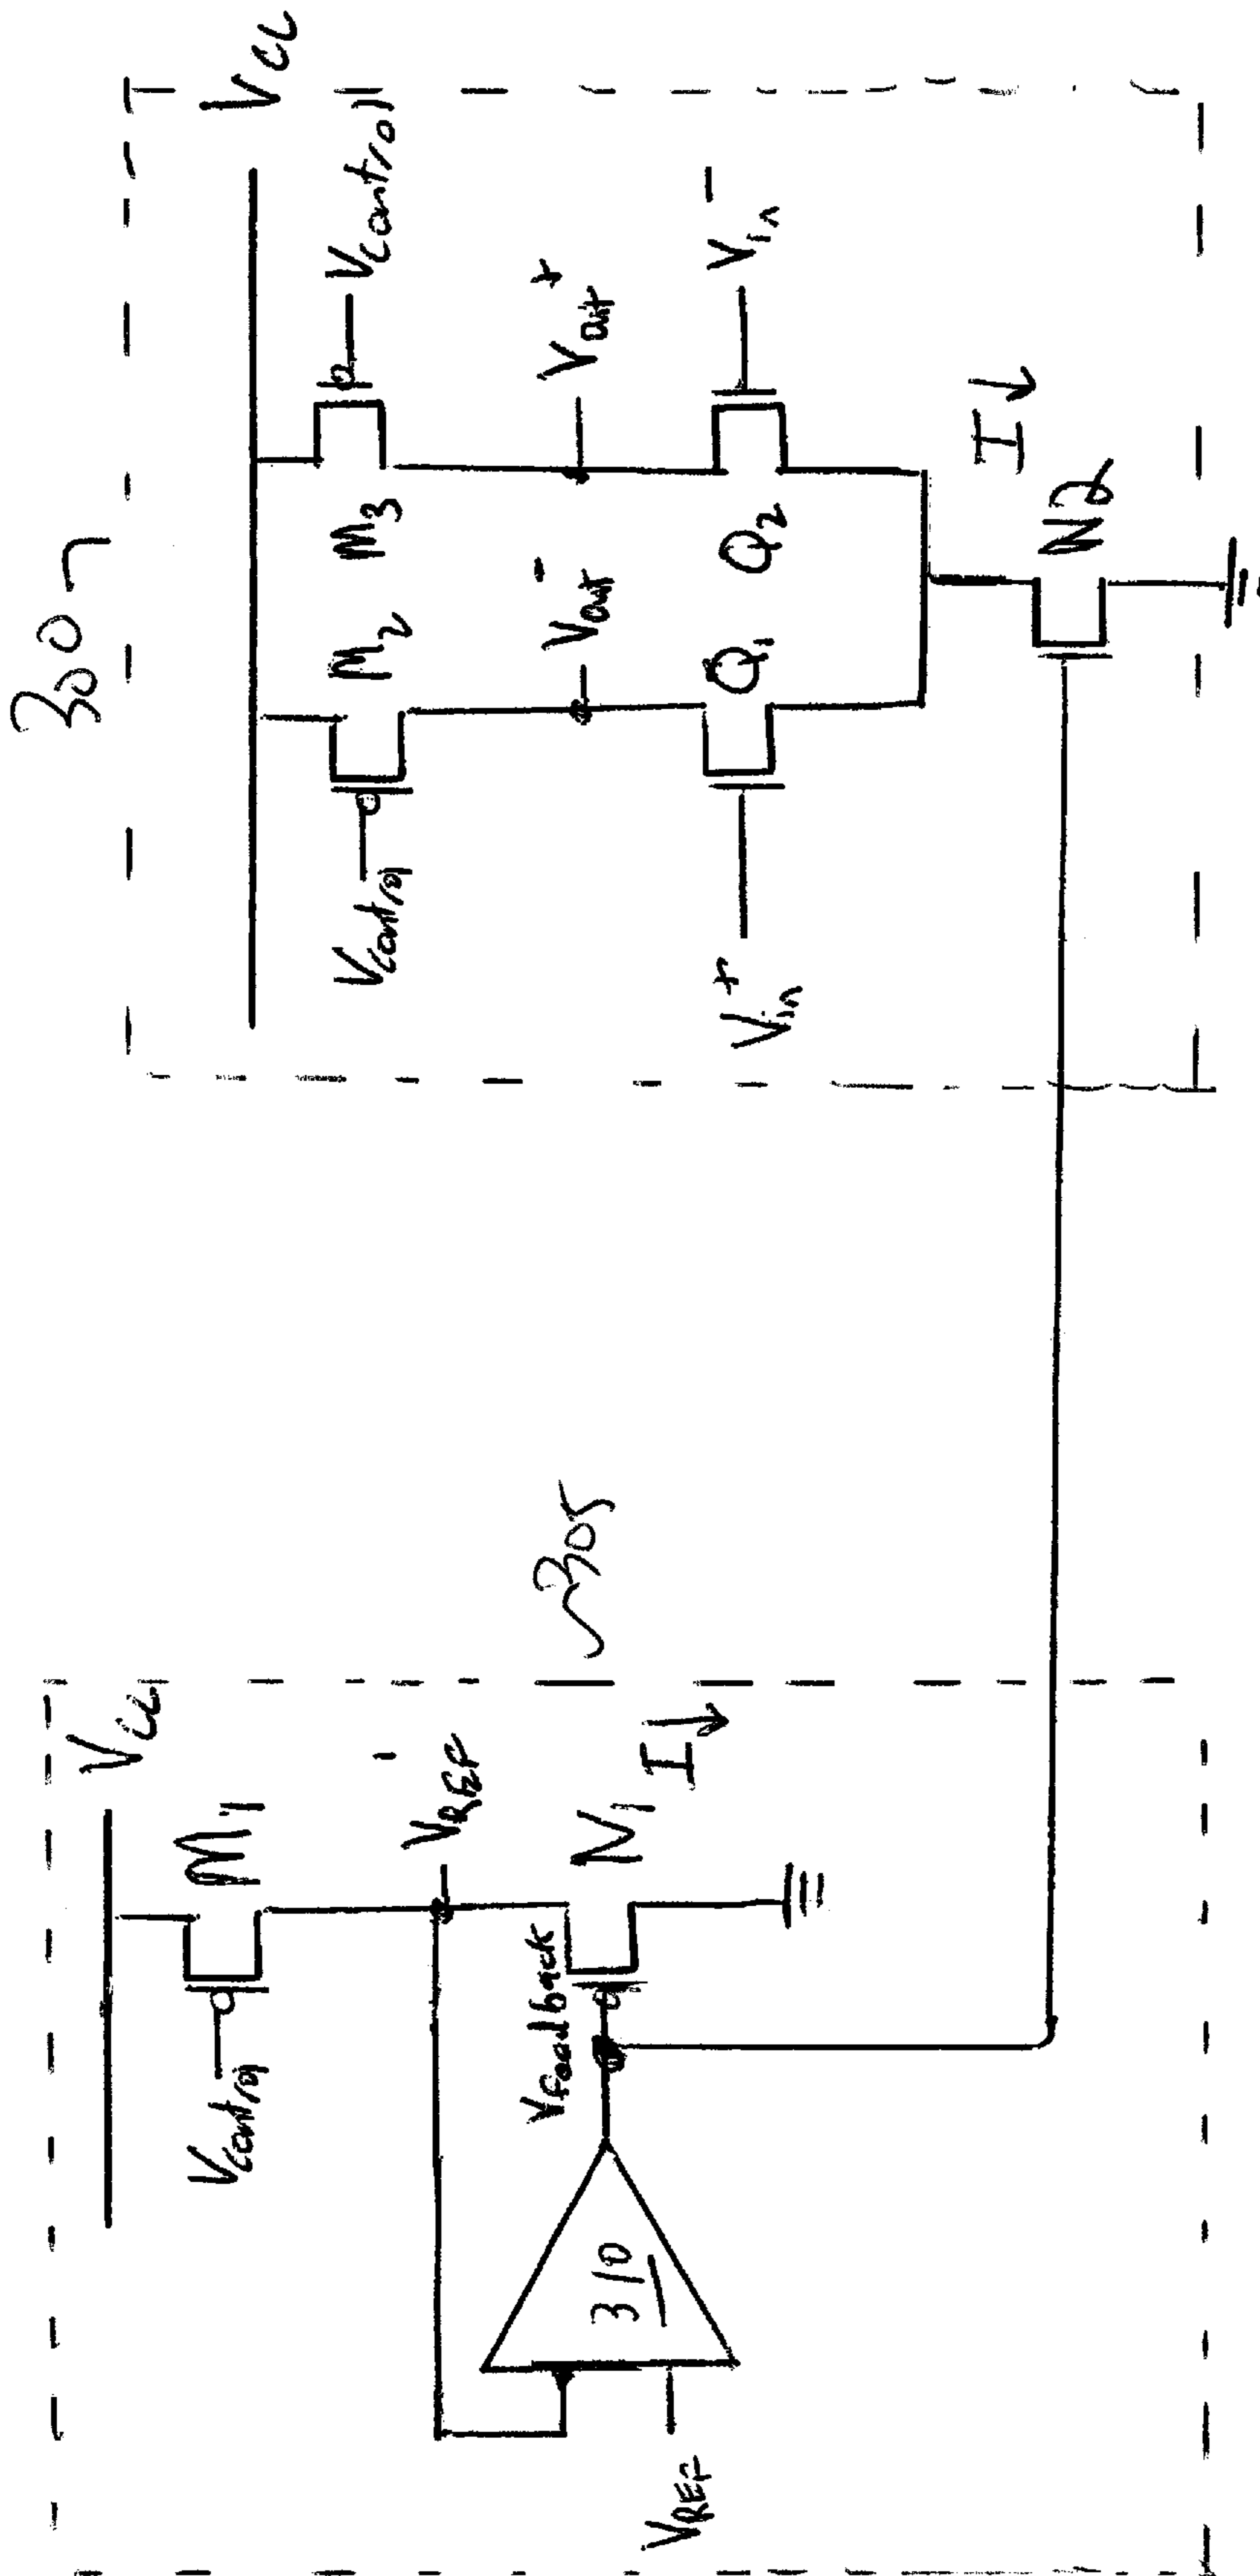 300
VCC
Vcontrol
M2
M3
Vcontrol
Vout-
Vout+
Vin+
Q1
Q2
Vin-
I
N2
305
VCC
Vcontrol
M1
VREF'
Vfeedback
N1
I
310
VREF